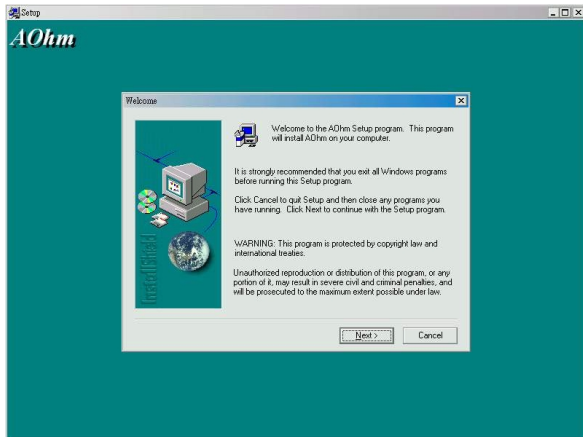 Setup
AOhm
Welcome
Welcome to the AOhm Setup program. This program
will install AOhm on your computer.
It is strongly recommended that you exit all Windows programs
before running this Setup program.
Click Cancel to quit Setup and then close any programs you
have running. Click Next to continue with the Setup program.
WARNING: This program is protected by copyright law and
international treaties.
Unauthorized reproduction or distribution of this program, or any
portion of it, may result in severe civil and criminal penalties, and
will be prosecuted to the maximum extent possible under law.
InstallShield
Next >
Cancel